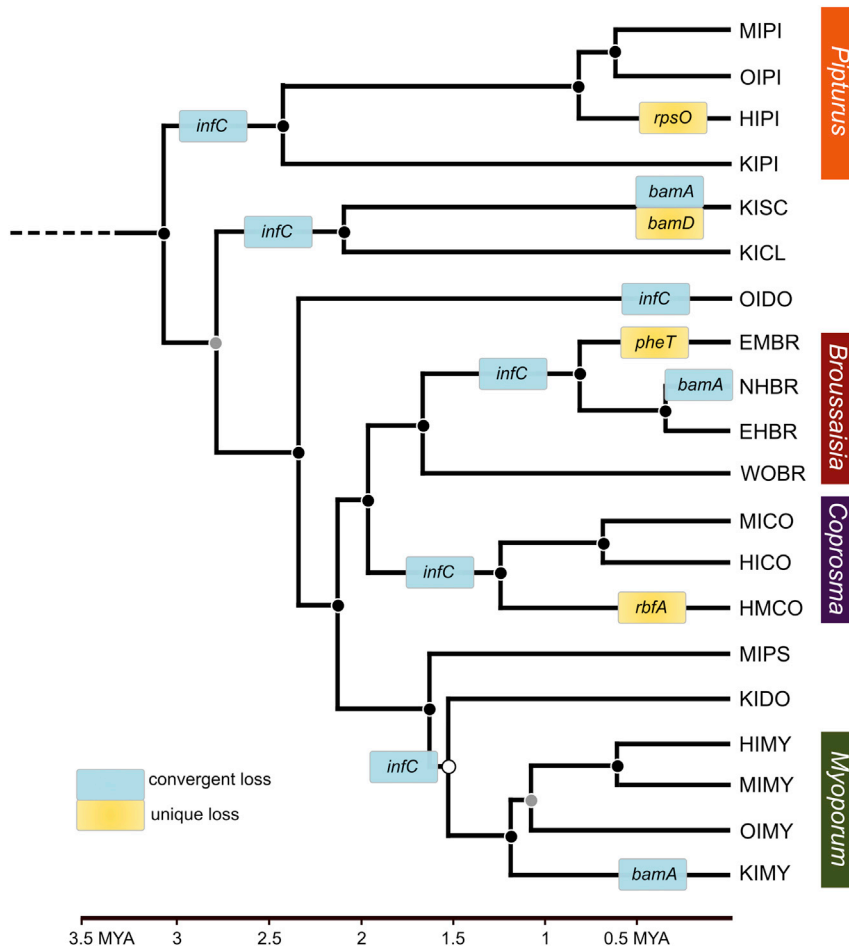 MIPI
OIPI
infC
rpsO
HIPI
KIPI
Pipturus
bamA
infC
KISC
bamD
KICL
infC
OIDO
pheT
EMBR
infC
bamA
NHBR
EHBR
WOBR
Broussaisia
MICO
HICO
infC
rbfA
HMCO
Coprosma
MIPS
KIDO
HIMY
infC
MIMY
OIMY
bamA
KIMY
Myoporum
convergent loss
unique loss
3.5 MYA 3 2.5 2 1.5 1 0.5 MYA